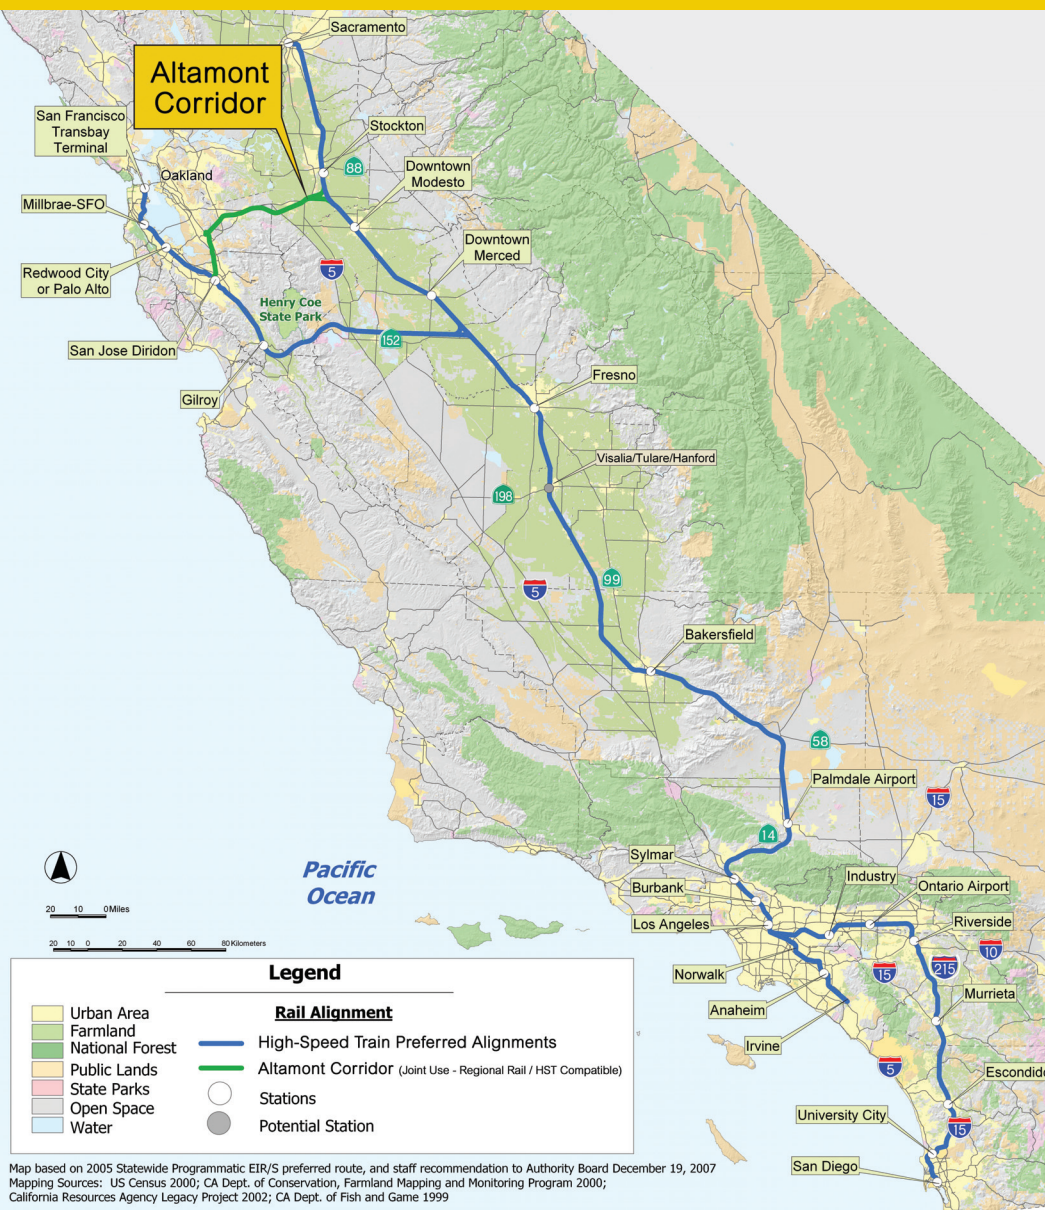 Sacramento
Altamont
Corridor
San Francisco
Transbay
Terminal
Stockton
88
Oakland
Downtown
Modesto
Millbrae-SFO
Downtown
Merced
Redwood City
or Palo Alto
5
Henry Coe
State Park
152
San Jose Diridon
Gilroy
Fresno
Visalia/Tulare/Hanford
198
99
5
Bakersfield
58
Palmdale Airport
15
14
Sylmar
Burbank
Industry
Ontario Airport
Los Angeles
Riverside
10
Norwalk
15
215
Anaheim
Murrieta
Irvine
5
Escondido
University City
15
San Diego
Pacific
Ocean
20 10 0 Miles
20 10 0 20 40 60 80 Kilometers
Legend
Urban Area
Farmland
National Forest
Public Lands
State Parks
Open Space
Water
Rail Alignment
High-Speed Train Preferred Alignments
Altamont Corridor (Joint Use - Regional Rail / HST Compatible)
Stations
Potential Station
Map based on 2005 Statewide Programmatic EIR/S preferred route, and staff recommendation to Authority Board December 19, 2007
Mapping Sources: US Census 2000; CA Dept. of Conservation, Farmland Mapping and Monitoring Program 2000;
California Resources Agency Legacy Project 2002; CA Dept. of Fish and Game 1999